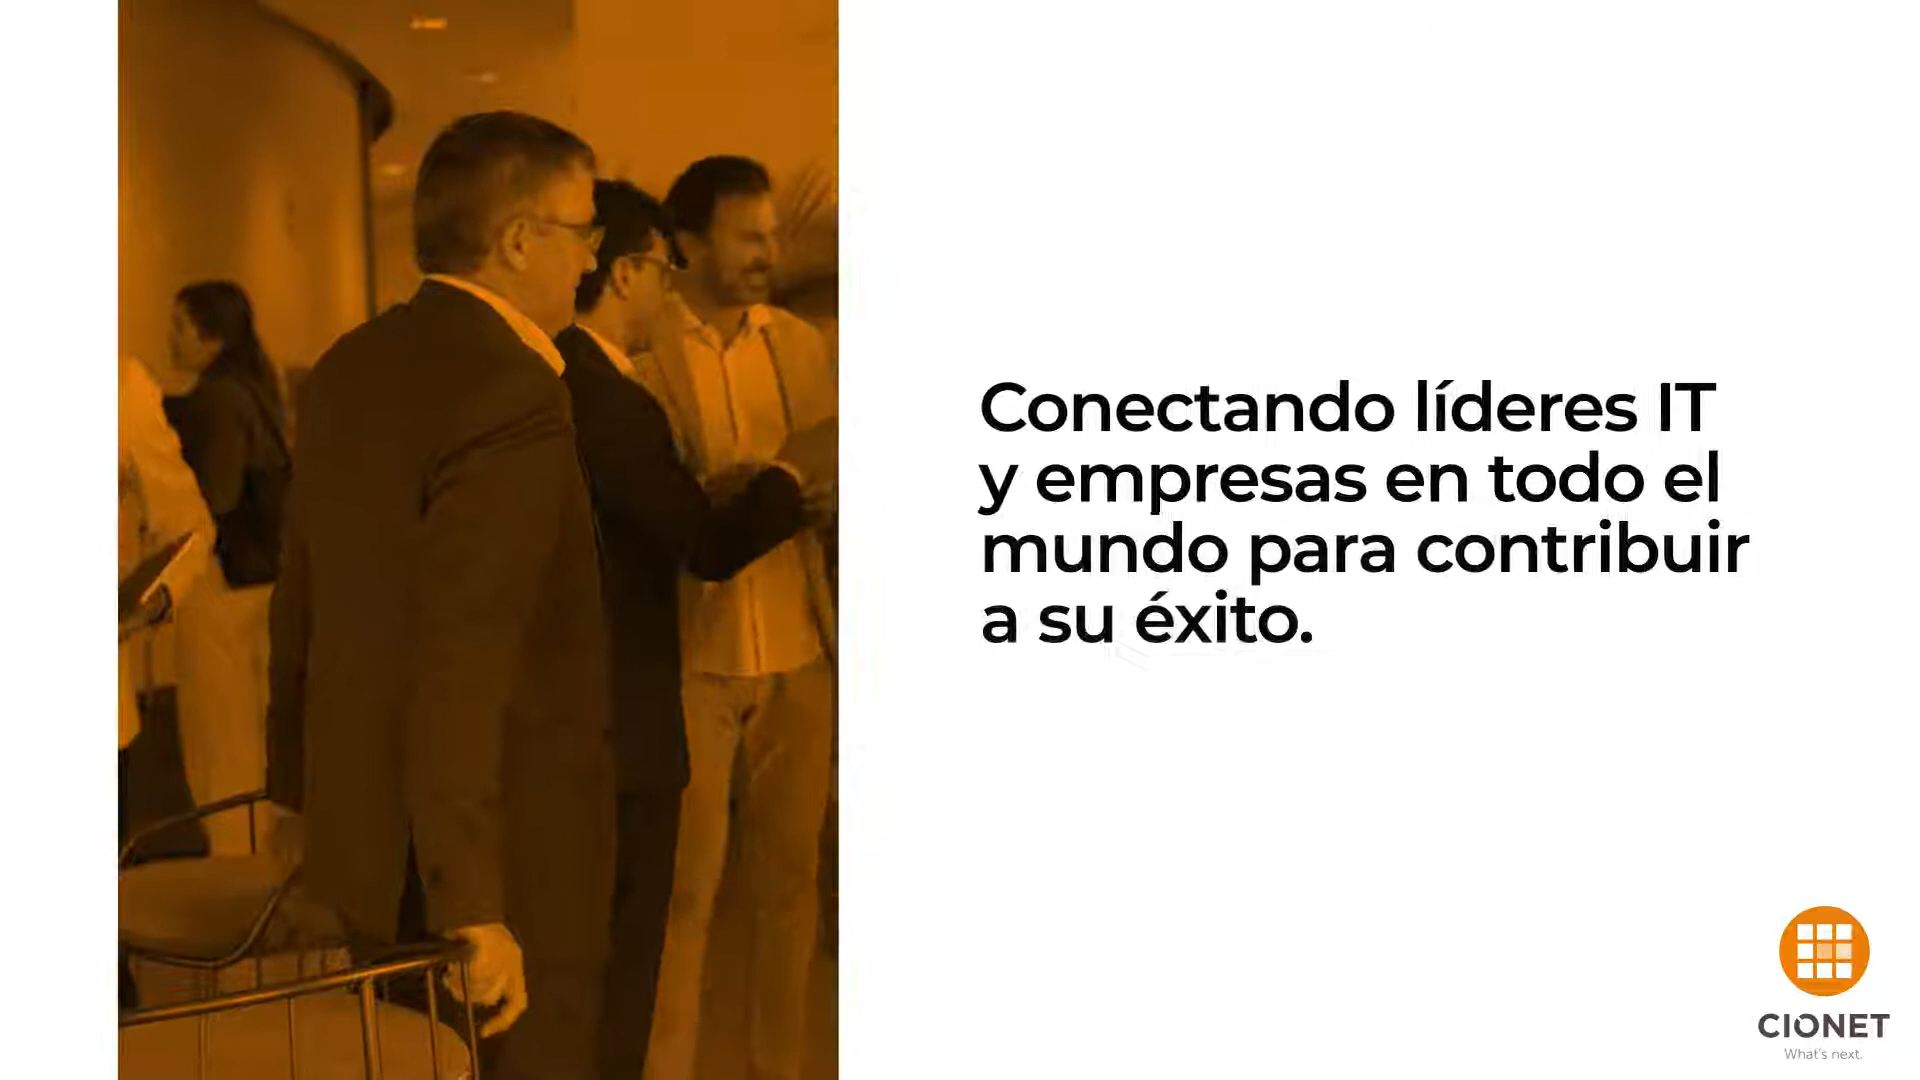 Conectando líderes IT
y empresas en todo el
mundo para contribuir
a su éxito.
CIONET
What's next.